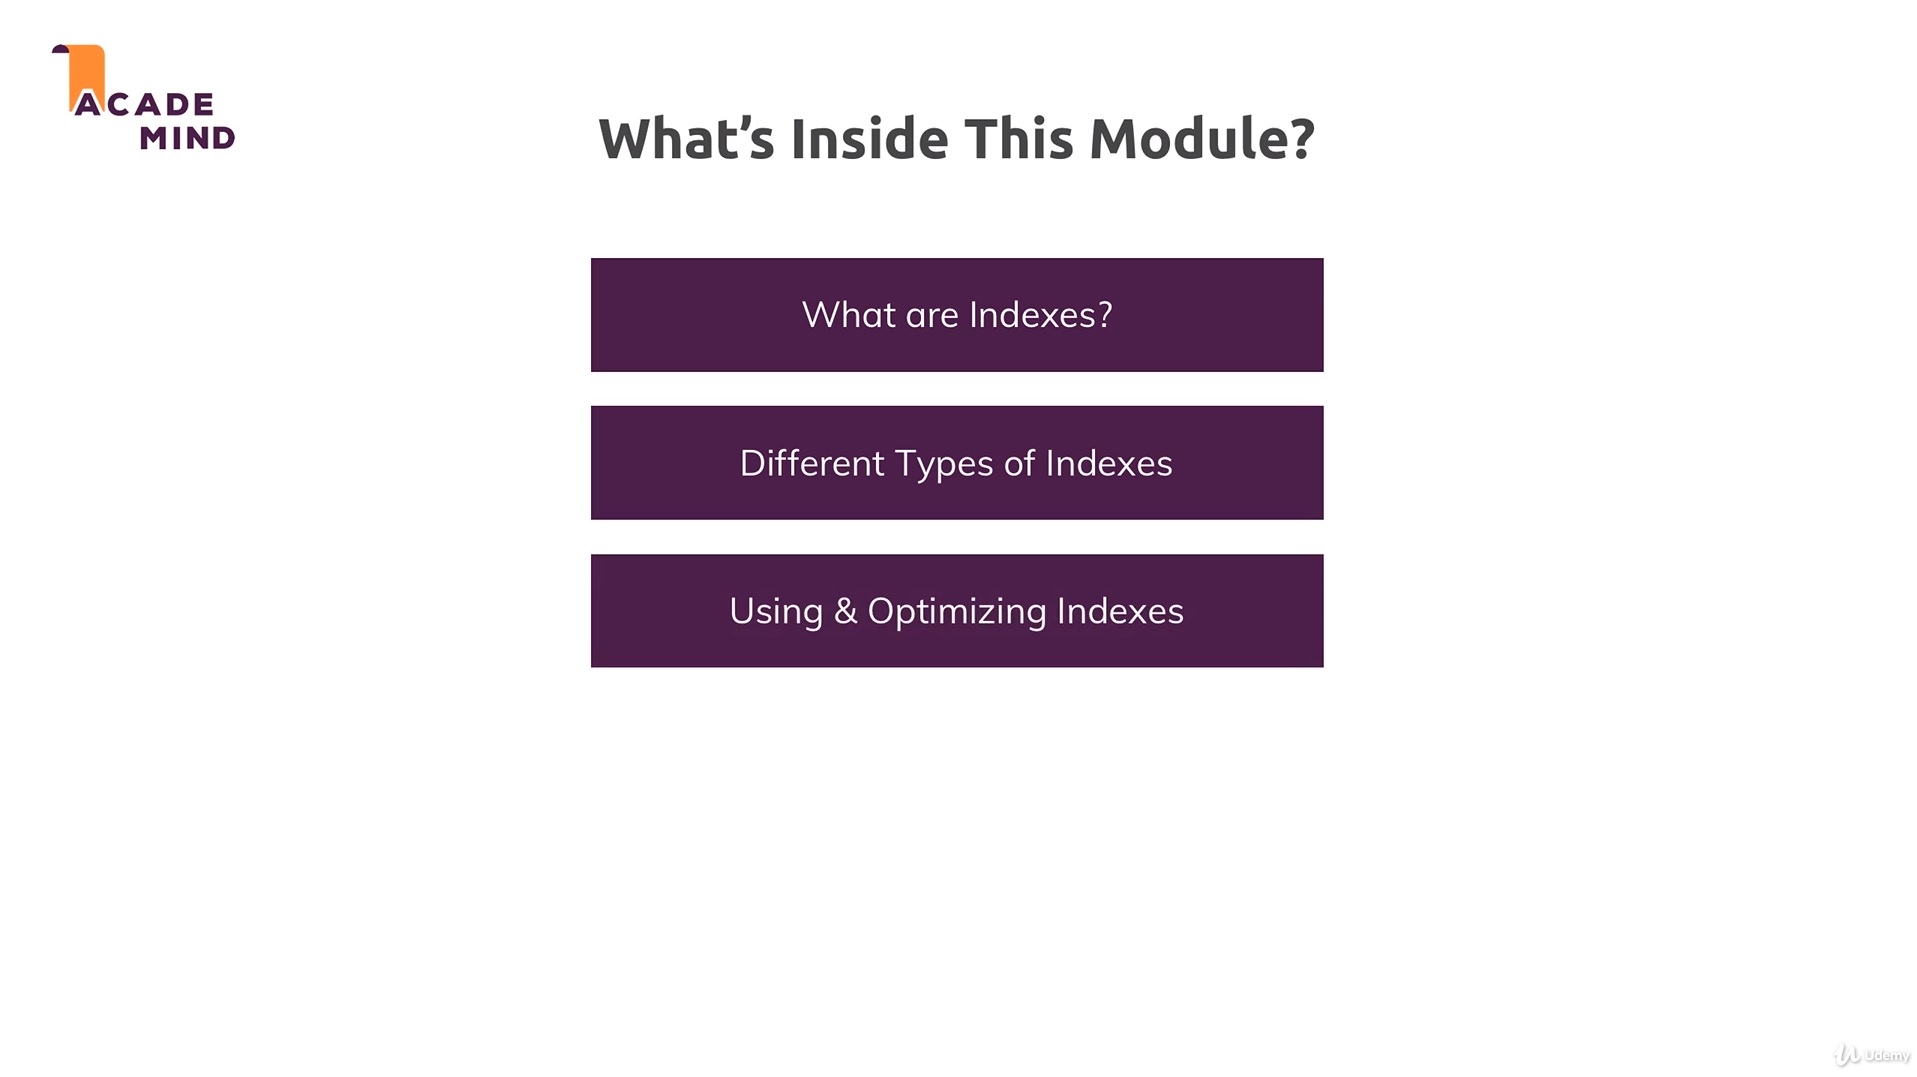 ACADE
MIND
What’s Inside This Module?
What are Indexes?
Different Types of Indexes
Using & Optimizing Indexes
Udemy